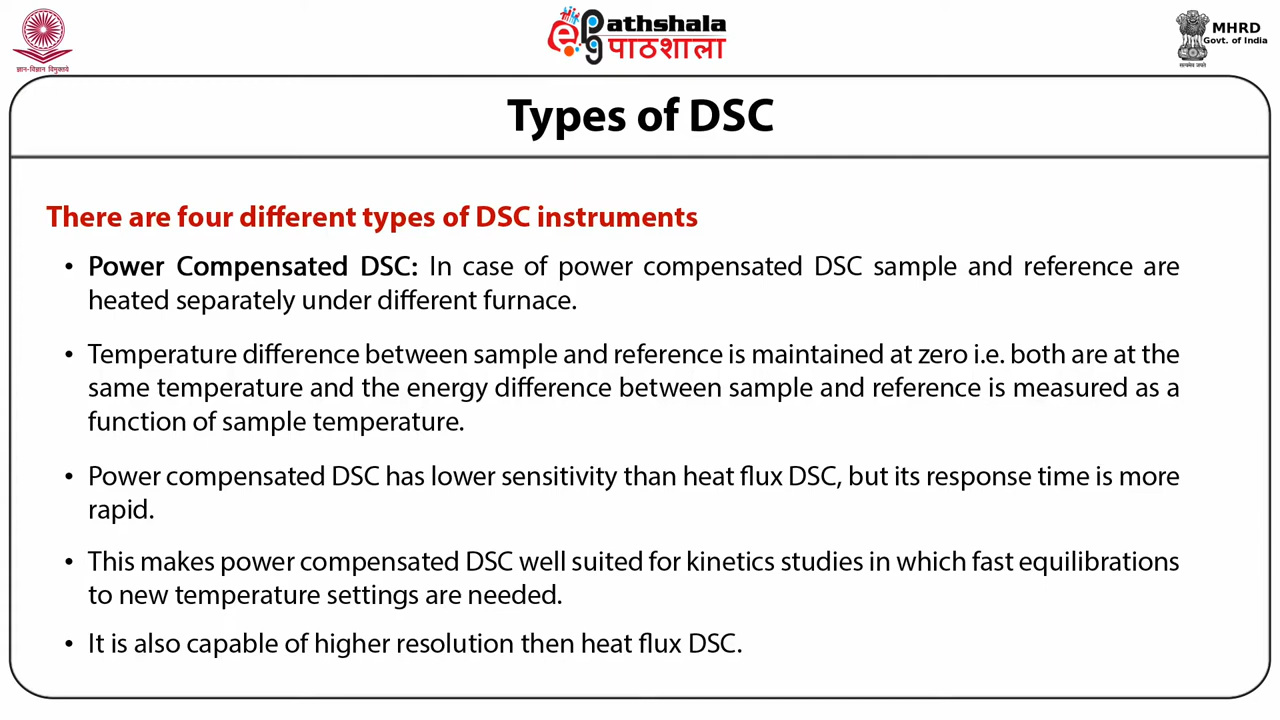 ज्ञान-विज्ञान विमुक्तये
ePathshala
पाठशाला
MHRD
Govt. of India
सत्यमेव जयते
Types of DSC
There are four different types of DSC instruments
• Power Compensated DSC: In case of power compensated DSC sample and reference are
heated separately under different furnace.
• Temperature difference between sample and reference is maintained at zero i.e. both are at the
same temperature and the energy difference between sample and reference is measured as a
function of sample temperature.
• Power compensated DSC has lower sensitivity than heat flux DSC, but its response time is more
rapid.
• This makes power compensated DSC well suited for kinetics studies in which fast equilibrations
to new temperature settings are needed.
• It is also capable of higher resolution then heat flux DSC.